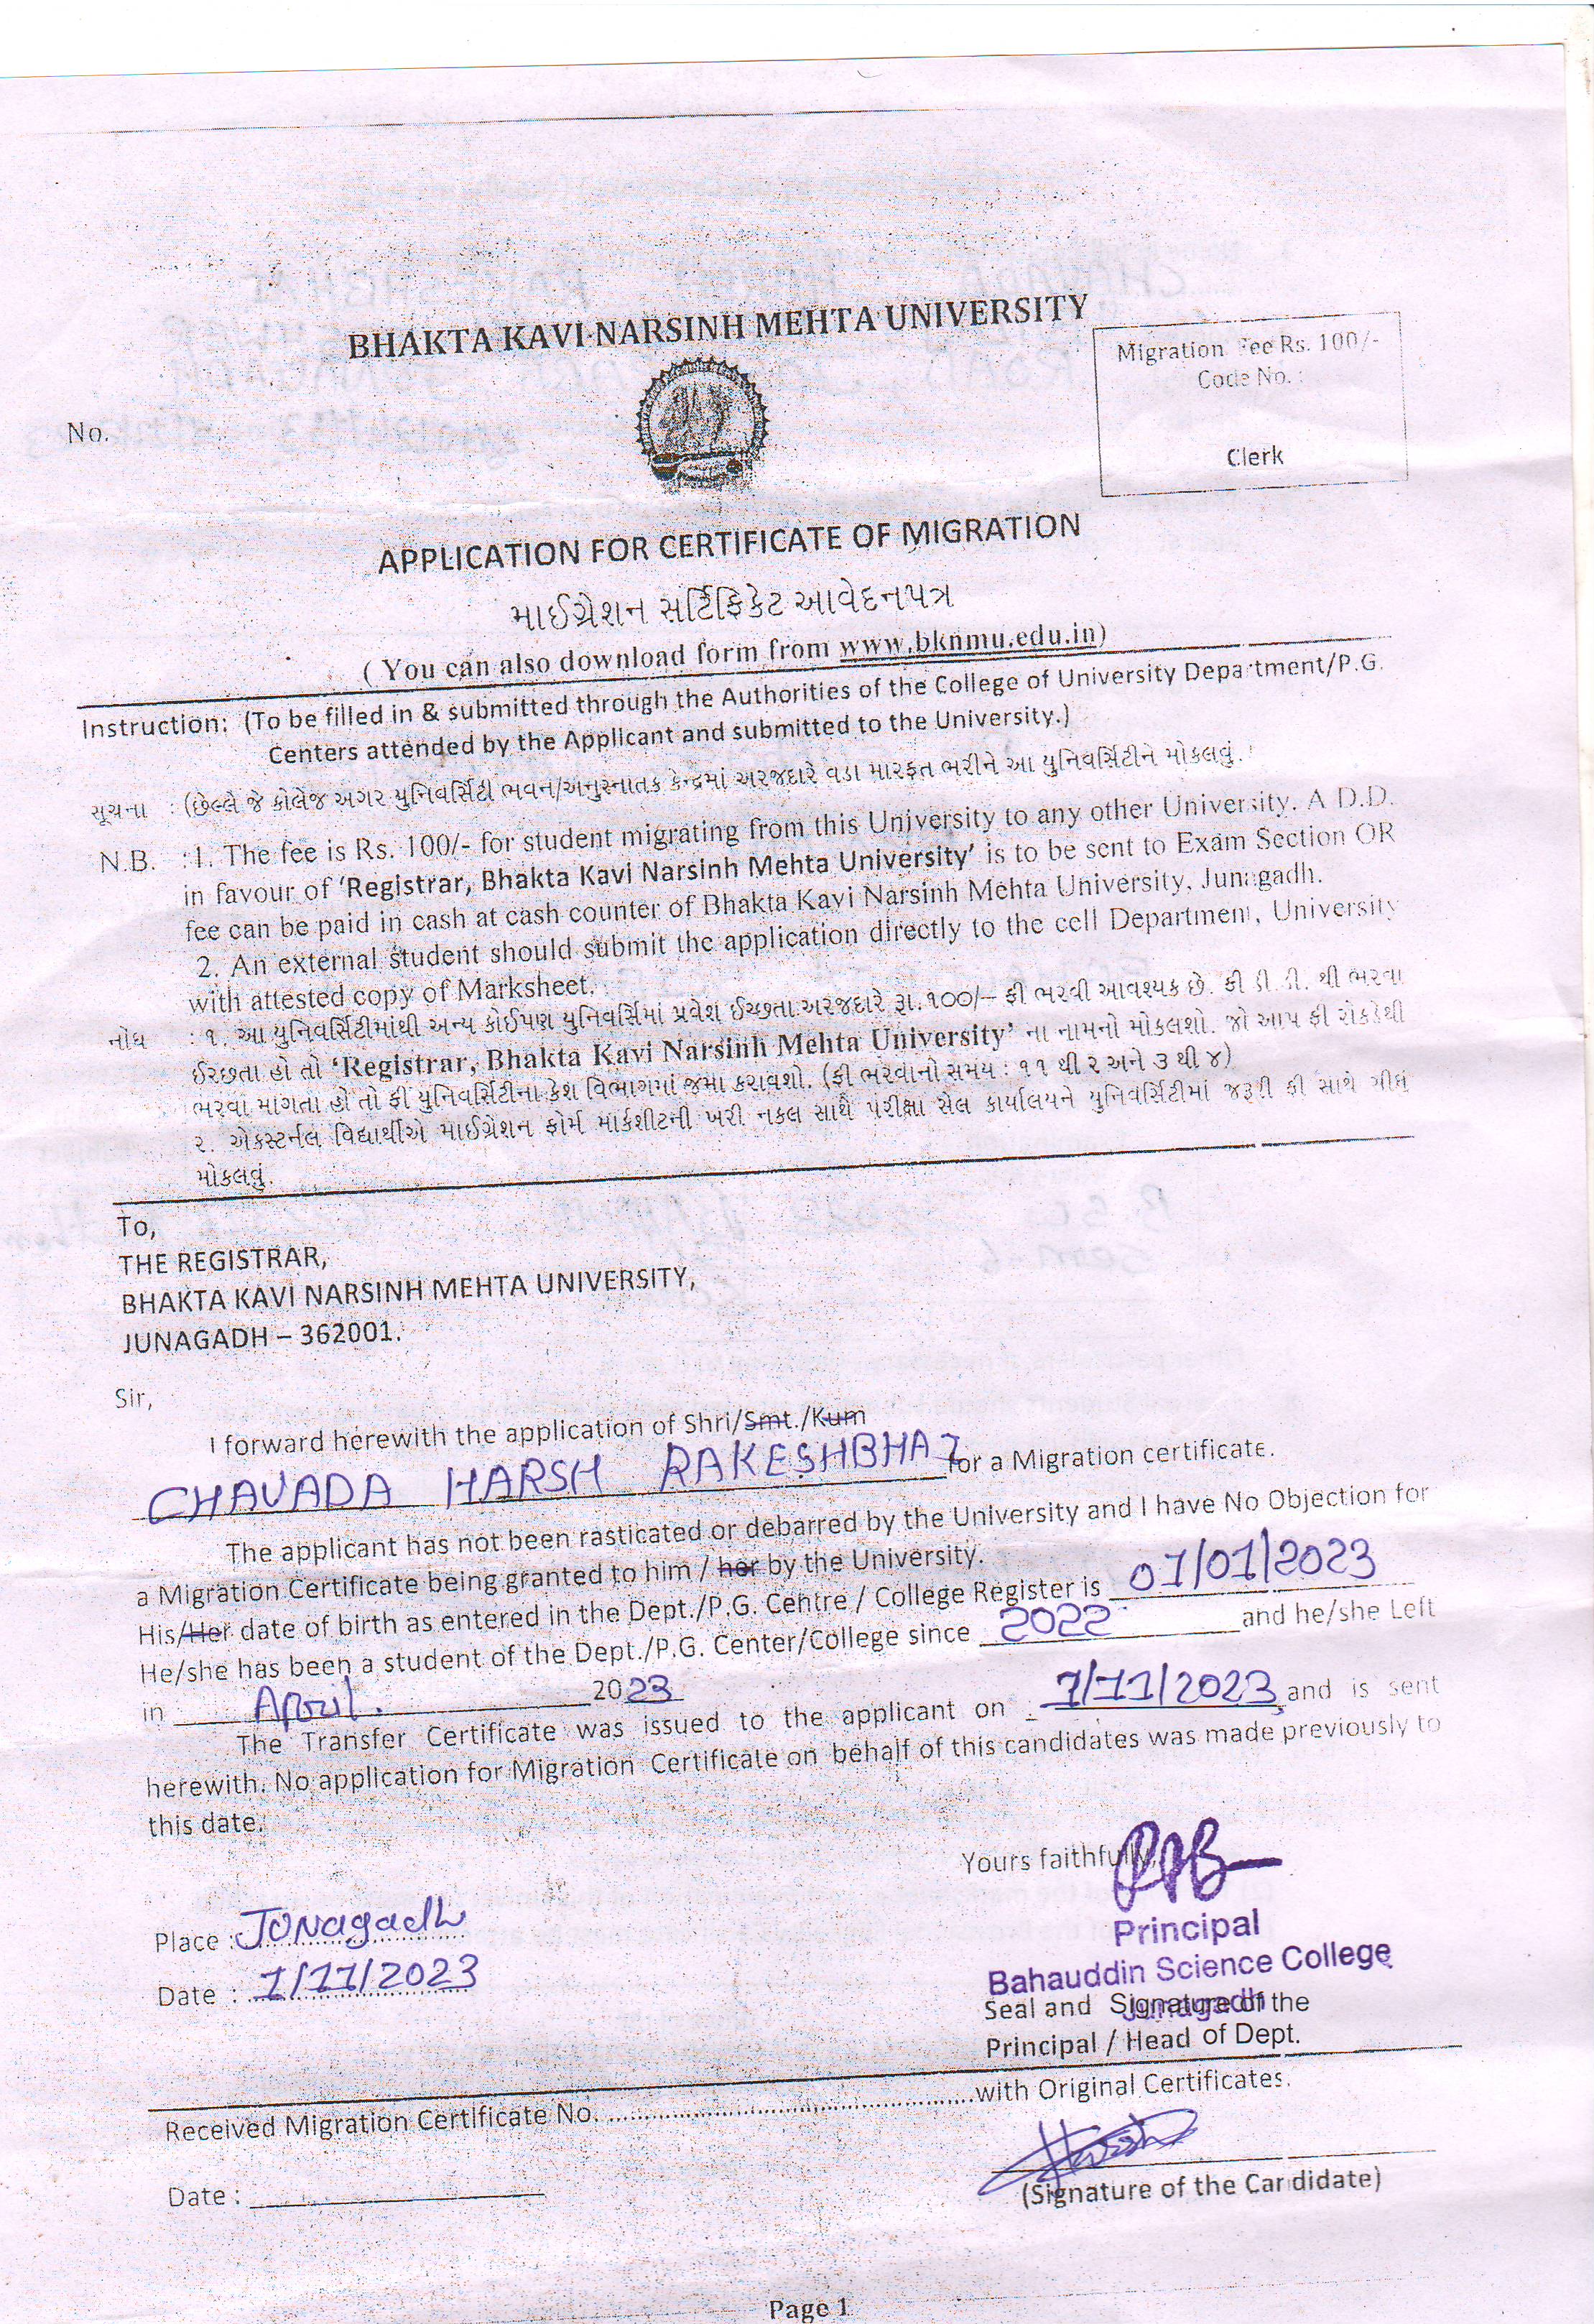 BHAKTA KAVI NARSINH MEHTA UNIVERSITY
Migration Fee Rs. 100/-
Code No. :
Clerk
No.
APPLICATION FOR CERTIFICATE OF MIGRATION
માઈગ્રેશન સર્ટિફિકેટ આવેદનપત્ર
( You can also download form from www.bknmu.edu.in)
Instruction: (To be filled in & submitted through the Authorities of the College of University Department/P.G.
Centers attended by the Applicant and submitted to the University.)
સૂચના : (છેલ્લે જે કોલેજ અગર યુનિવર્સિટી ભવન/અનુસ્નાતક કેન્દ્રમાં અરજદારે વડા મારફત ભરીને આ યુનિવર્સિટીને મોકલવું.
N.B. : 1. The fee is Rs. 100/- for student migrating from this University to any other University. A D.D.
in favour of ‘Registrar, Bhakta Kavi Narsinh Mehta University’ is to be sent to Exam Section OR
fee can be paid in cash at cash counter of Bhakta Kavi Narsinh Mehta University, Junagadh.
2. An external student should submit the application directly to the cell Department, University
with attested copy of Marksheet.
નોંધ : ૧. આ યુનિવર્સિટીમાંથી અન્ય કોઈપણ યુનિવર્સિમાં પ્રવેશ ઈચ્છતા અરજદારે રૂા.૧૦૦/– ફી ભરવી આવશ્યક છે. ફી ડી.ડી. થી ભરવા
ઈચ્છતા હો તો ‘Registrar, Bhakta Kavi Narsinh Mehta University’ ના નામનો મોકલશો. જો આપ ફી રોકડેથી
ભરવા માંગતા હો તો ફી યુનિવર્સિટીના કેશ વિભાગમાં જમા કરાવશો. (ફી ભરવાનો સમય : ૧૧ થી ૨ અને ૩ થી ૪)
૨. એકસ્ટર્નલ વિદ્યાર્થીએ માઈગ્રેશન ફોર્મ માર્કશીટની ખરી નકલ સાથે પરીક્ષા સેલ કાર્યાલયને યુનિવર્સિટીમાં જરૂરી ફી સાથે સીધું
મોકલવું.
To,
THE REGISTRAR,
BHAKTA KAVI NARSINH MEHTA UNIVERSITY,
JUNAGADH – 362001.
Sir,
I forward herewith the application of Shri/Smt./Kum
CHAVADA HARSH RAKESHBHAI for a Migration certificate.
The applicant has not been rasticated or debarred by the University and I have No Objection for
a Migration Certificate being granted to him / her by the University.
His/Her date of birth as entered in the Dept./P.G. Centre / College Register is 01/01/2023
He/she has been a student of the Dept./P.G. Center/College since 2022 and he/she Left
in April. 2023
The Transfer Certificate was issued to the applicant on 1/11/2023 and is sent
herewith. No application for Migration Certificate on behalf of this candidates was made previously to
this date.
Yours faithfully,
Place : Junagadh
Date : 1/11/2023
Principal
Bahauddin Science College
Junagadh
Seal and Signature of the
Principal / Head of Dept.
Received Migration Certificate No. ........................................ with Original Certificates.
Date :
(Signature of the Candidate)
Page 1